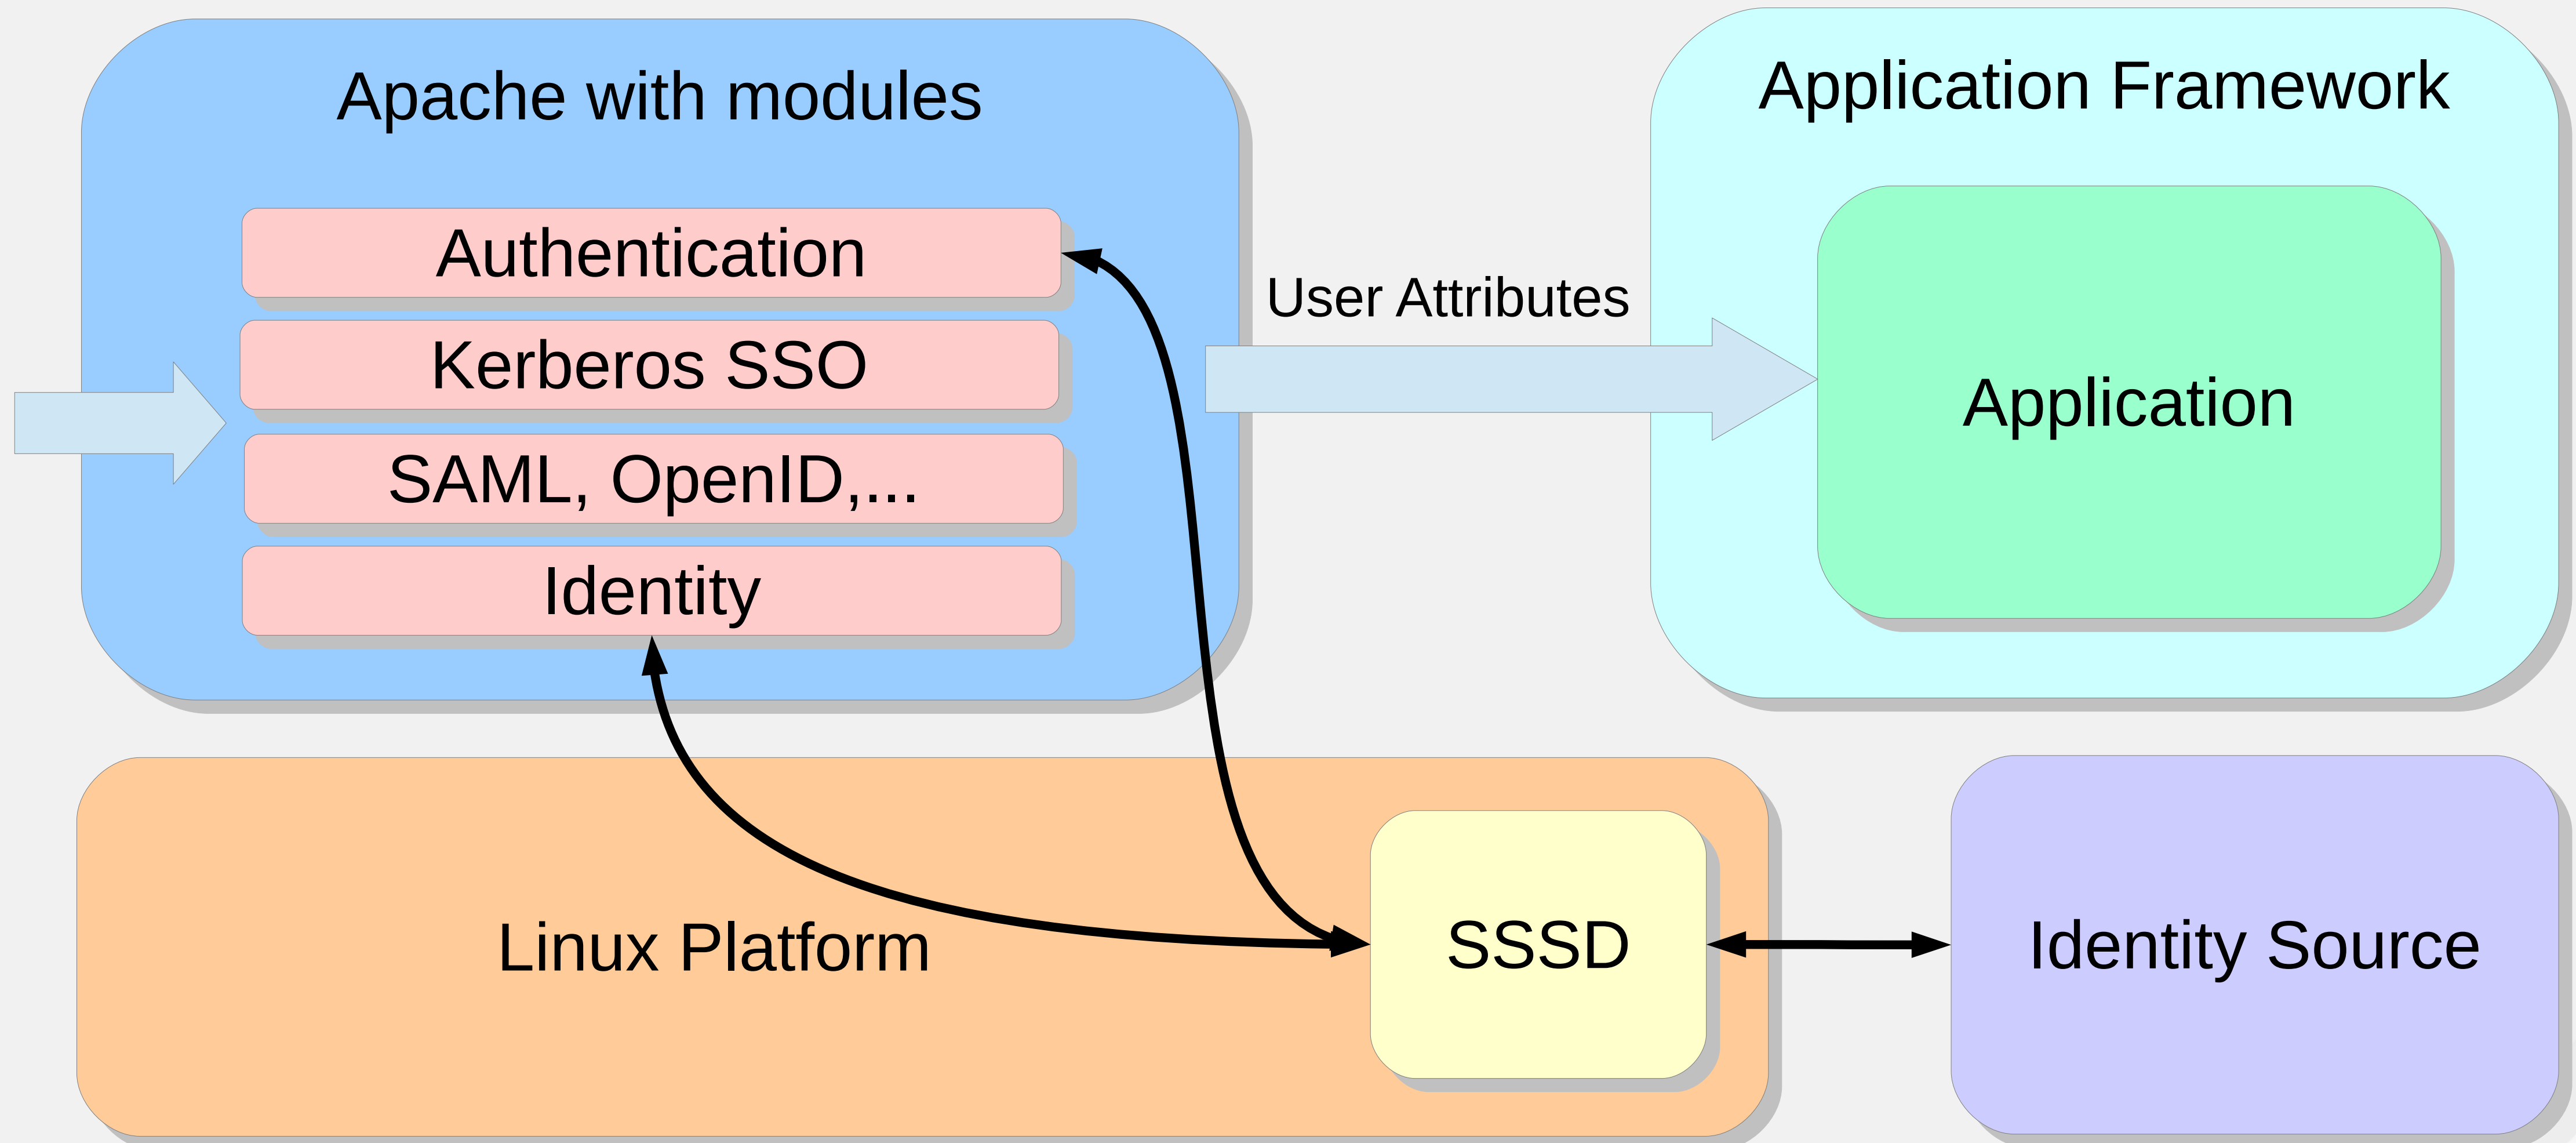 Apache with modules
Authentication
Kerberos SSO
SAML, OpenID,...
Identity
User Attributes
Application Framework
Application
Linux Platform
SSSD
Identity Source